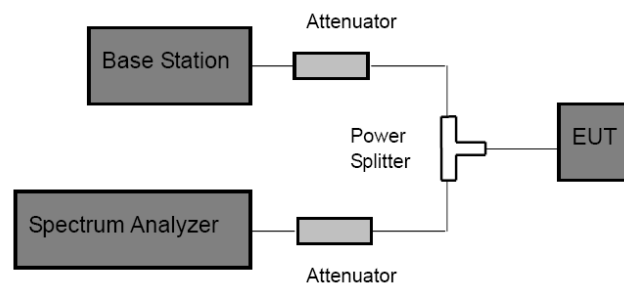 Attenuator
Base Station
Power
Splitter
EUT
Spectrum Analyzer
Attenuator